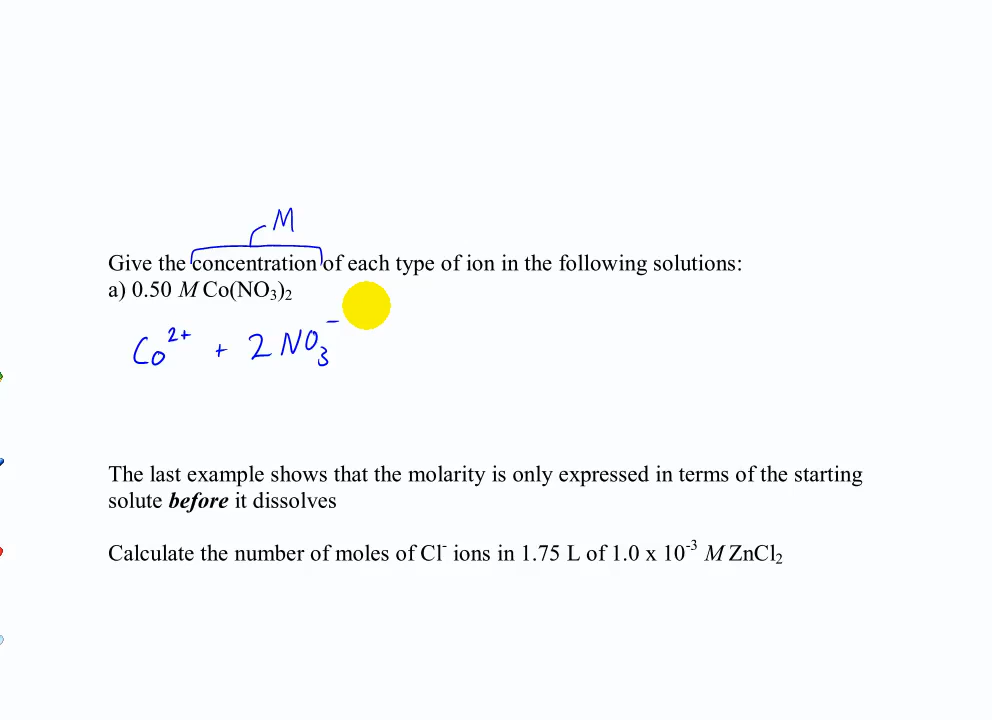 M
Give the concentration of each type of ion in the following solutions:
a) 0.50 M Co(NO₃)₂
Co²⁺ + 2 NO₃⁻
The last example shows that the molarity is only expressed in terms of the starting
solute before it dissolves
Calculate the number of moles of Cl⁻ ions in 1.75 L of 1.0 x 10⁻³ M ZnCl₂